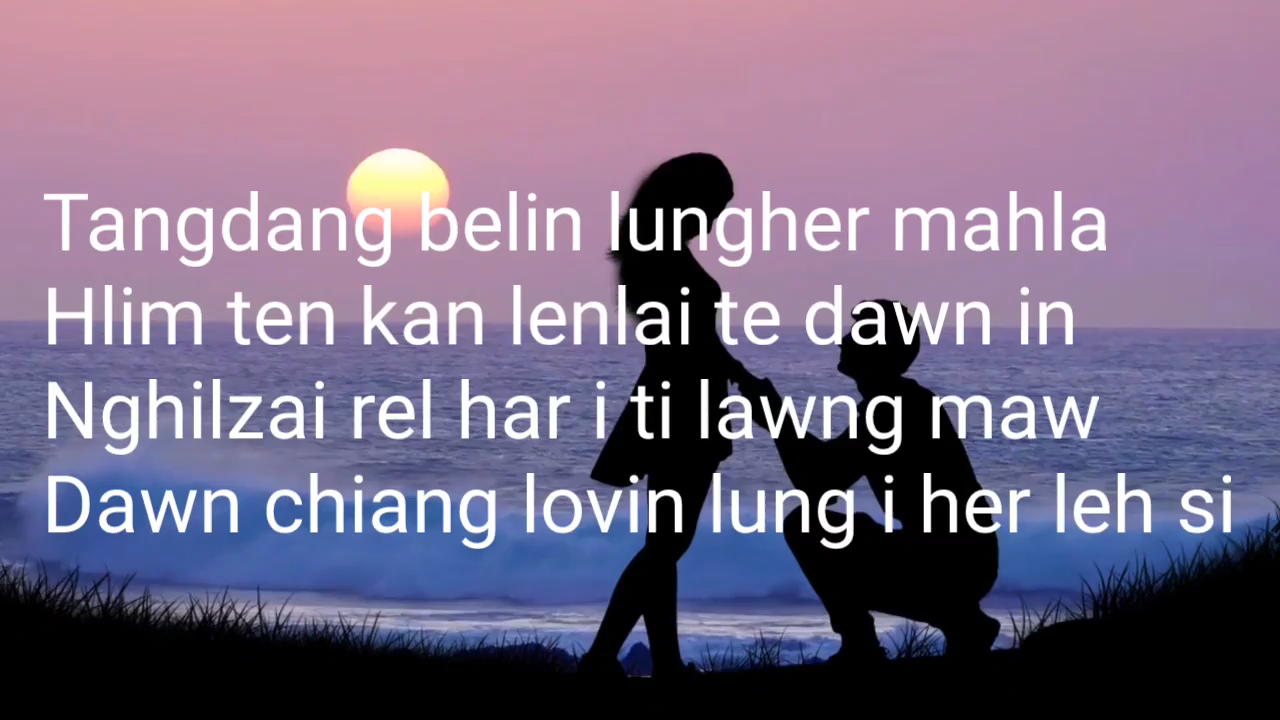 Tangdang belin lungher mahla
Hlim ten kan lenlai te dawn in
Nghilzai rel har i ti lawng maw
Dawn chiang lovin lung i her leh si